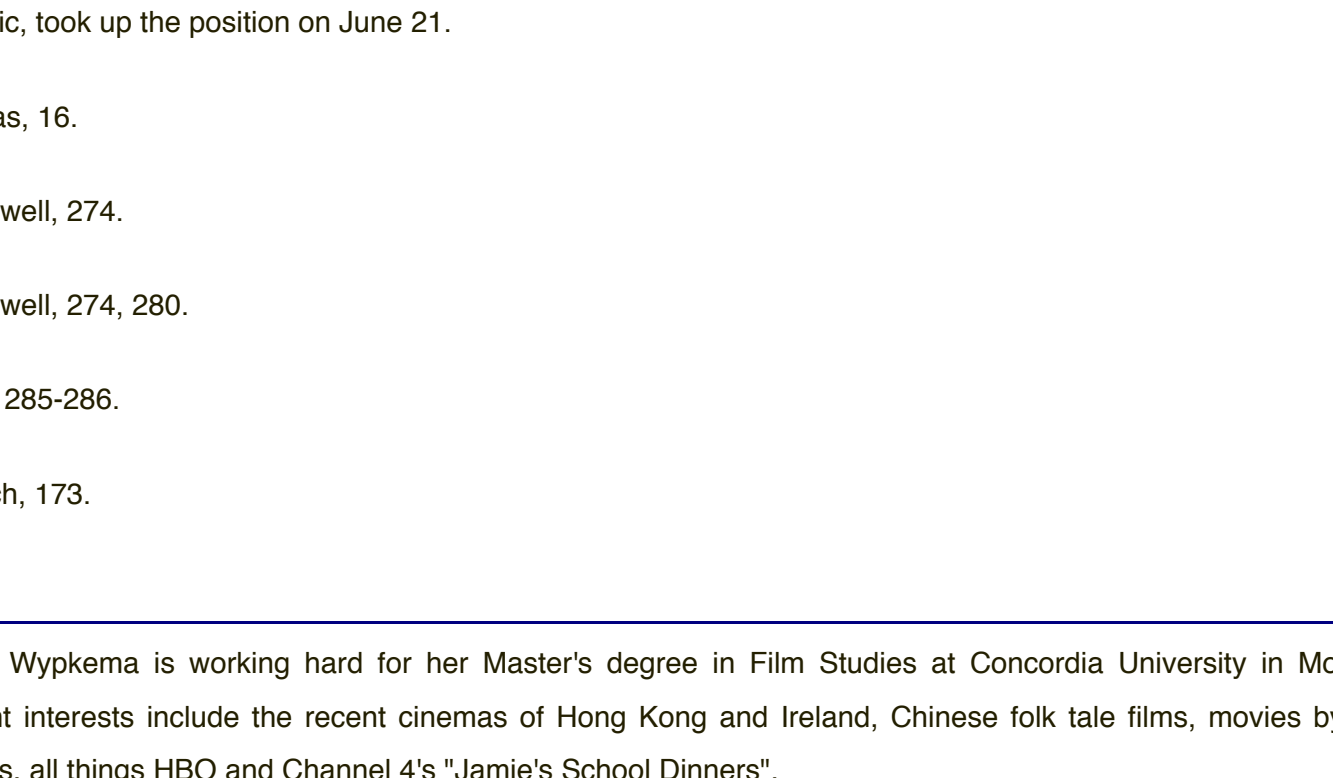 ic, took up the position on June 21.
as, 16.
well, 274.
well, 274, 280.
285-286.
ch, 173.
Wypkema is working hard for her Master's degree in Film Studies at Concordia University in Mo
nt interests include the recent cinemas of Hong Kong and Ireland, Chinese folk tale films, movies by
s, all things HBO and Channel 4's "Jamie's School Dinners".